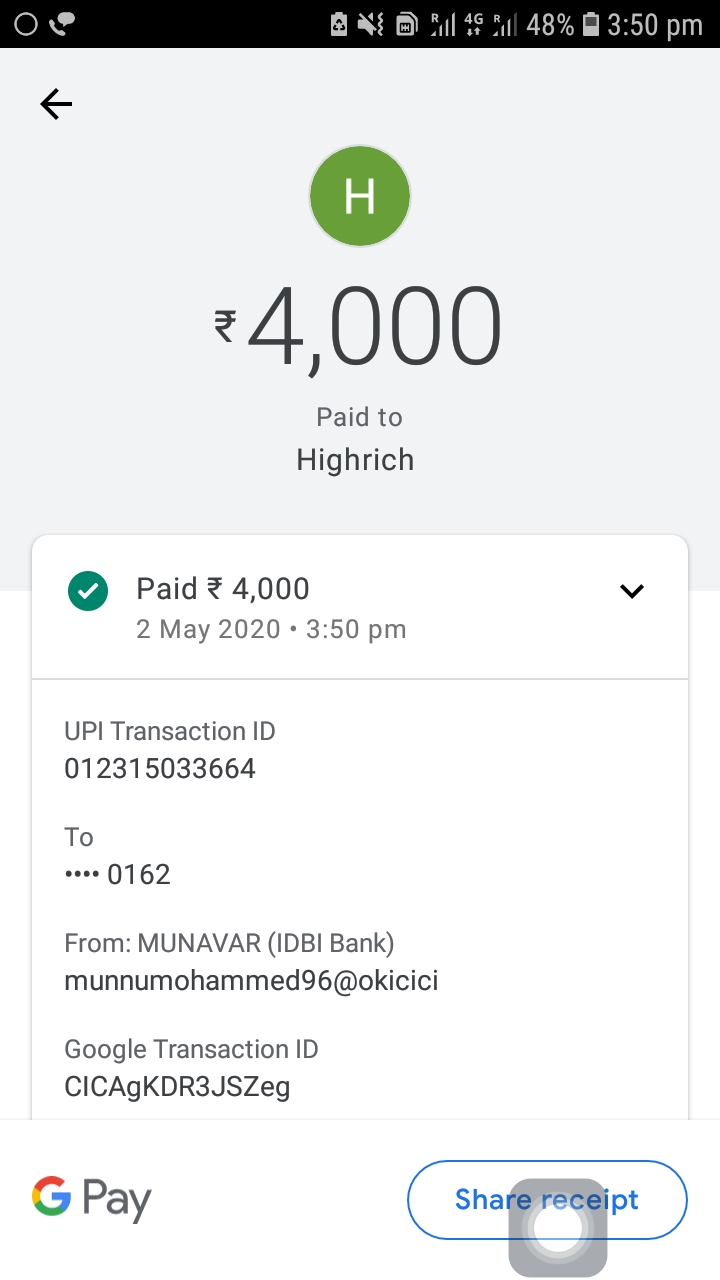 4G 48% 3:50 pm
H
₹4,000
Paid to
Highrich
Paid ₹ 4,000
2 May 2020 • 3:50 pm
UPI Transaction ID
012315033664
To
•••• 0162
From: MUNAVAR (IDBI Bank)
munnumohammed96@okicici
Google Transaction ID
CICAgKDR3JSZeg
G Pay
Share receipt